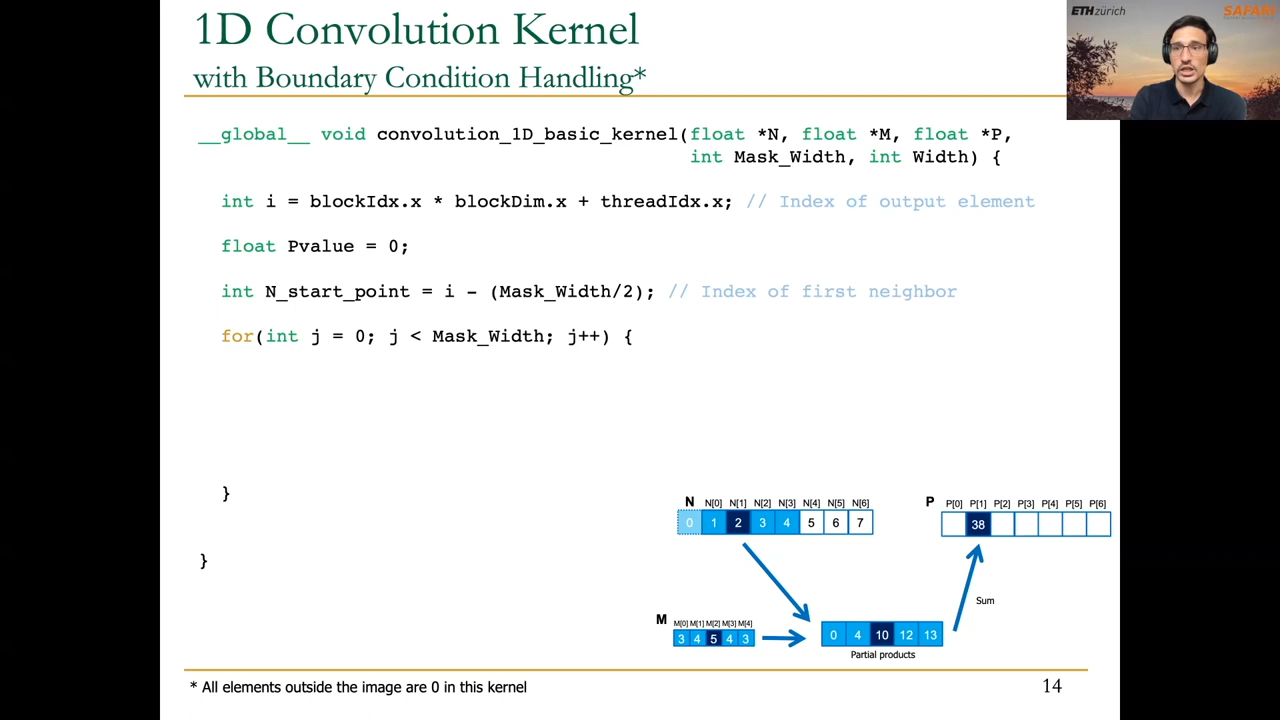 1D Convolution Kernel
with Boundary Condition Handling*
ETHzürich
SAFARI
__global__ void convolution_1D_basic_kernel(float *N, float *M, float *P,
int Mask_Width, int Width) {
int i = blockIdx.x * blockDim.x + threadIdx.x; // Index of output element
float Pvalue = 0;
int N_start_point = i - (Mask_Width/2); // Index of first neighbor
for(int j = 0; j < Mask_Width; j++) {
}
}
N N[0] N[1] N[2] N[3] N[4] N[5] N[6]
0 1 2 3 4 5 6 7
P P[0] P[1] P[2] P[3] P[4] P[5] P[6]
38
Sum
M M[0] M[1] M[2] M[3] M[4]
3 4 5 4 3
0 4 10 12 13
Partial products
* All elements outside the image are 0 in this kernel
14